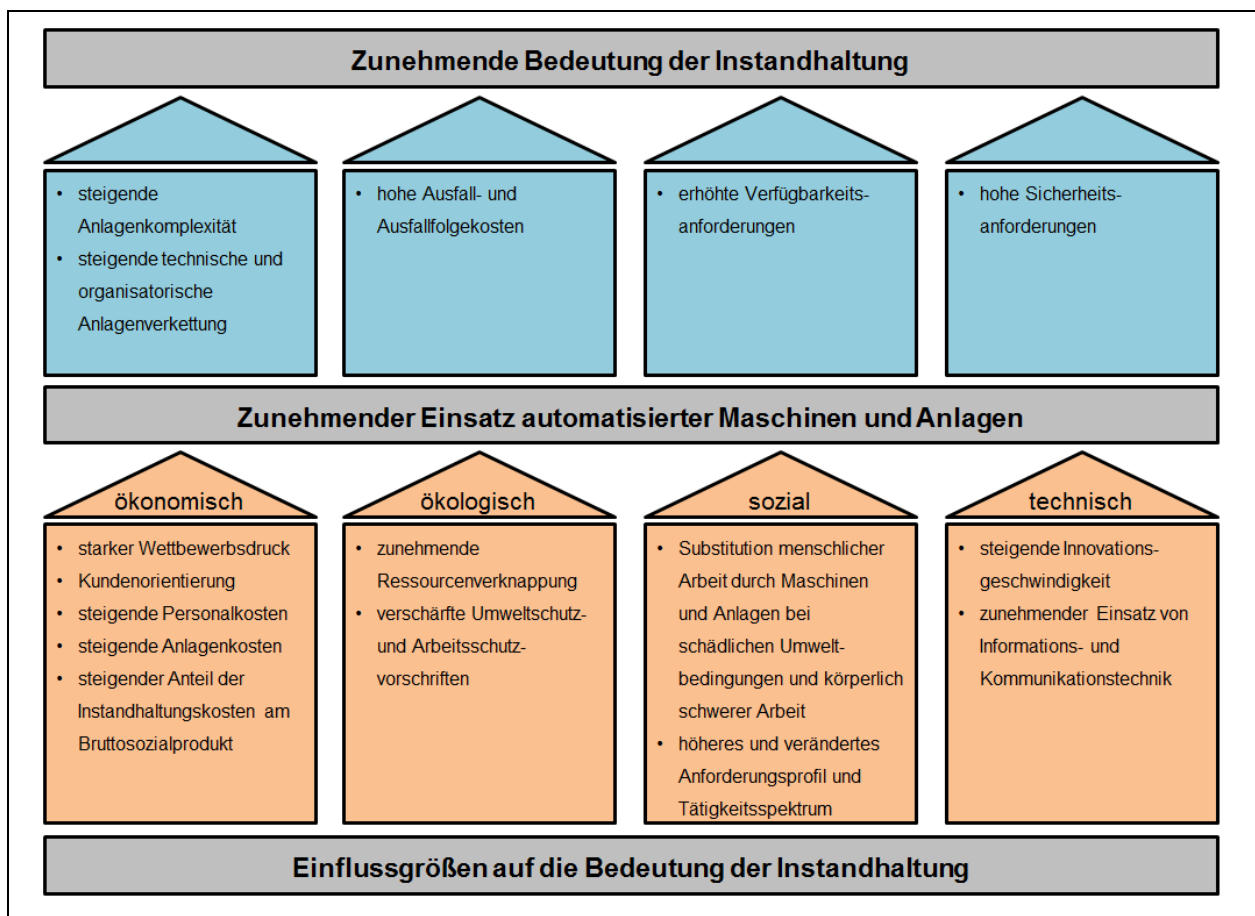 Zunehmende Bedeutung der Instandhaltung
• steigende
Anlagenkomplexität
• steigende technische und
organisatorische
Anlagenverkettung
• hohe Ausfall- und
Ausfallfolgekosten
• erhöhte Verfügbarkeits-
anforderungen
• hohe Sicherheits-
anforderungen
Zunehmender Einsatz automatisierter Maschinen und Anlagen
ökonomisch
• starker Wettbewerbsdruck
• Kundenorientierung
• steigende Personalkosten
• steigende Anlagenkosten
• steigender Anteil der
Instandhaltungskosten am
Bruttosozialprodukt
ökologisch
• zunehmende
Ressourcenverknappung
• verschärfte Umweltschutz-
und Arbeitsschutz-
vorschriften
sozial
• Substitution menschlicher
Arbeit durch Maschinen
und Anlagen bei
schädlichen Umwelt-
bedingungen und körperlich
schwerer Arbeit
• höheres und verändertes
Anforderungsprofil und
Tätigkeitsspektrum
technisch
• steigende Innovations-
geschwindigkeit
• zunehmender Einsatz von
Informations- und
Kommunikationstechnik
Einflussgrößen auf die Bedeutung der Instandhaltung